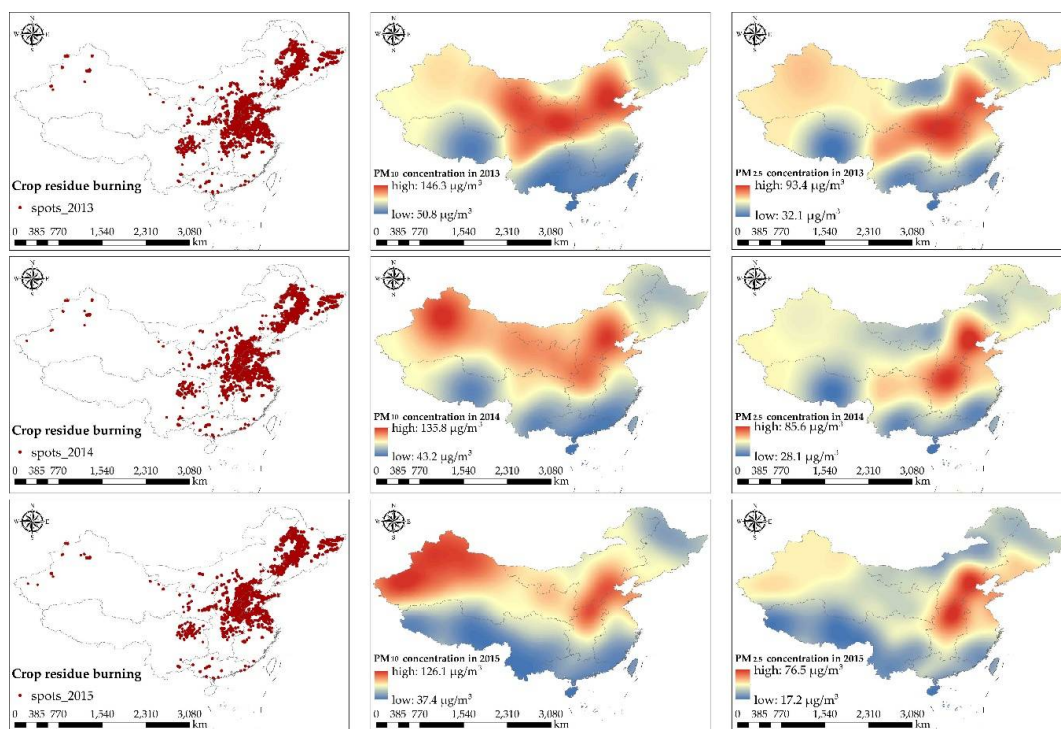 N
W E
S
Crop residue burning
spots_2013
0 385 770 1,540 2,310 3,080
km
N
W E
S
PM10 concentration in 2013
high: 146.3 µg/m³
low: 50.8 µg/m³
0 385 770 1,540 2,310 3,080
km
N
W E
S
PM2.5 concentration in 2013
high: 93.4 µg/m³
low: 32.1 µg/m³
0 385 770 1,540 2,310 3,080
km
N
W E
S
Crop residue burning
spots_2014
0 385 770 1,540 2,310 3,080
km
N
W E
S
PM10 concentration in 2014
high: 135.8 µg/m³
low: 43.2 µg/m³
0 385 770 1,540 2,310 3,080
km
N
W E
S
PM2.5 concentration in 2014
high: 85.6 µg/m³
low: 28.1 µg/m³
0 385 770 1,540 2,310 3,080
km
N
W E
S
Crop residue burning
spots_2015
0 385 770 1,540 2,310 3,080
km
N
W E
S
PM10 concentration in 2015
high: 126.1 µg/m³
low: 37.4 µg/m³
0 385 770 1,540 2,310 3,080
km
N
W E
S
PM2.5 concentration in 2015
high: 76.5 µg/m³
low: 17.2 µg/m³
0 385 770 1,540 2,310 3,080
km